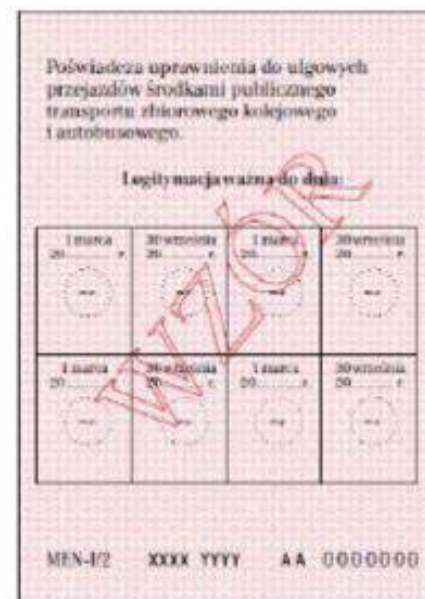 Poświadcza uprawnienia do ulgowych
przejazdów środkami publicznego
transportu zbiorowego kolejowego
i autobusowego.
Legitymacja ważna do dnia:
1 marca 30 września 1 marca 30 września
20........ r. 20........ r. 20........ r. 20........ r.
1 marca 30 września 1 marca 30 września
20........ r. 20........ r. 20........ r. 20........ r.
WZÓR
MEN-I/2 XXXX YYYY AA 0000000